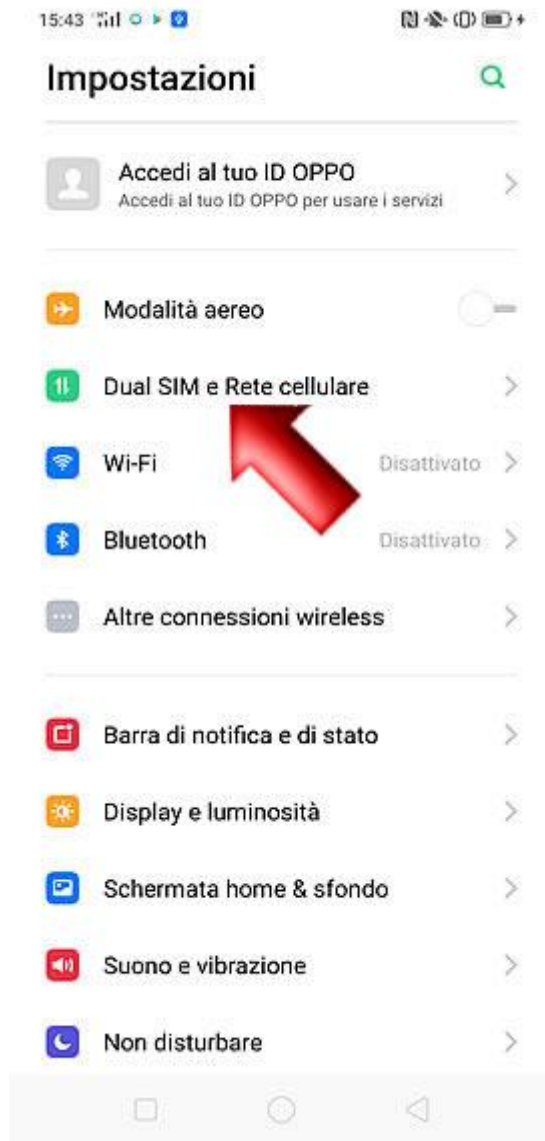 15:43
Impostazioni
Accedi al tuo ID OPPO
Accedi al tuo ID OPPO per usare i servizi
Modalità aereo
Dual SIM e Rete cellulare
Wi-Fi Disattivato
Bluetooth Disattivato
Altre connessioni wireless
Barra di notifica e di stato
Display e luminosità
Schermata home & sfondo
Suono e vibrazione
Non disturbare